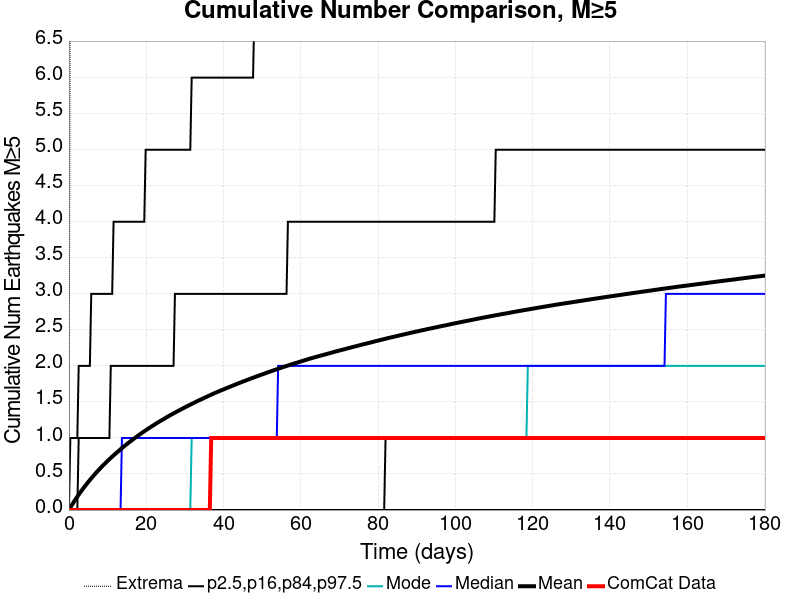 Cumulative Number Comparison, M≥5
Cumulative Num Earthquakes M≥5
6.5
6.0
5.5
5.0
4.5
4.0
3.5
3.0
2.5
2.0
1.5
1.0
0.5
0.0
0 20 40 60 80 100 120 140 160 180
Time (days)
Extrema p2.5,p16,p84,p97.5 Mode Median Mean ComCat Data